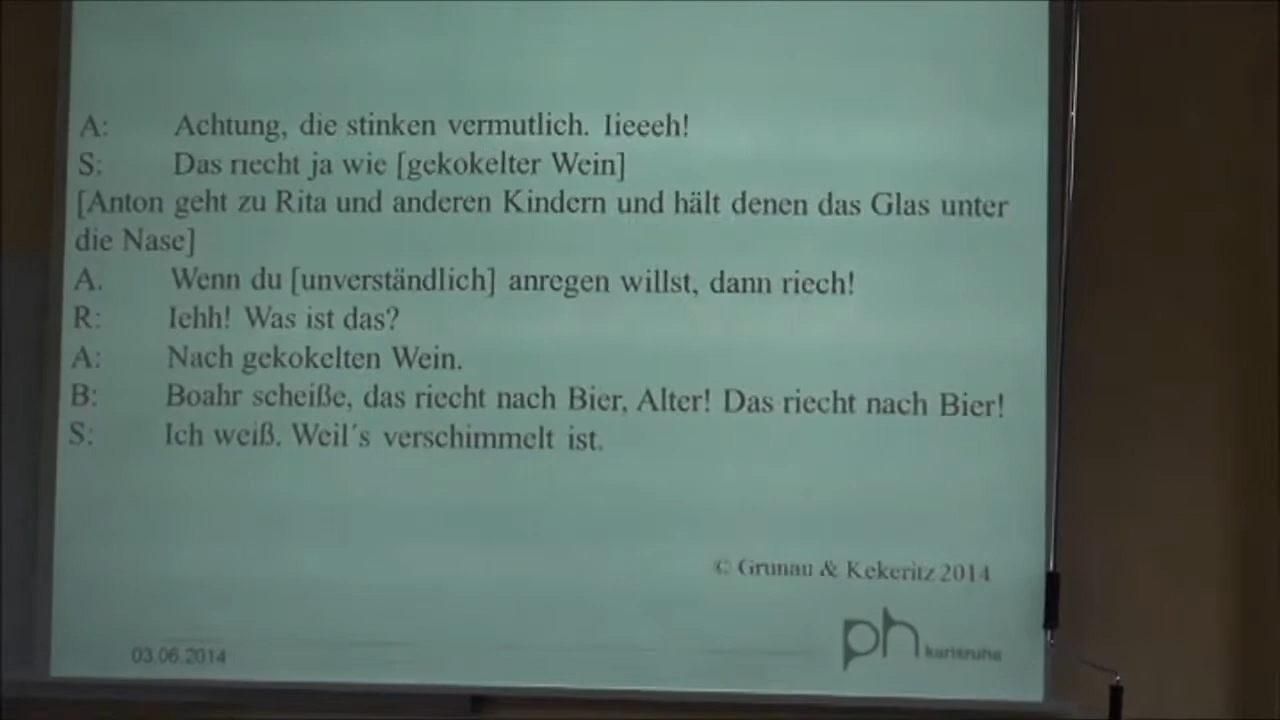 A: Achtung, die stinken vermutlich. Iieeeh!
S: Das riecht ja wie [gekokelter Wein]
[Anton geht zu Rita und anderen Kindern und hält denen das Glas unter
die Nase]
A. Wenn du [unverständlich] anregen willst, dann riech!
R: Iehh! Was ist das?
A: Nach gekokelten Wein.
B: Boahr scheiße, das riecht nach Bier, Alter! Das riecht nach Bier!
S: Ich weiß. Weil´s verschimmelt ist.
© Grunau & Kekeritz 2014
03.06.2014
ph karlsruhe